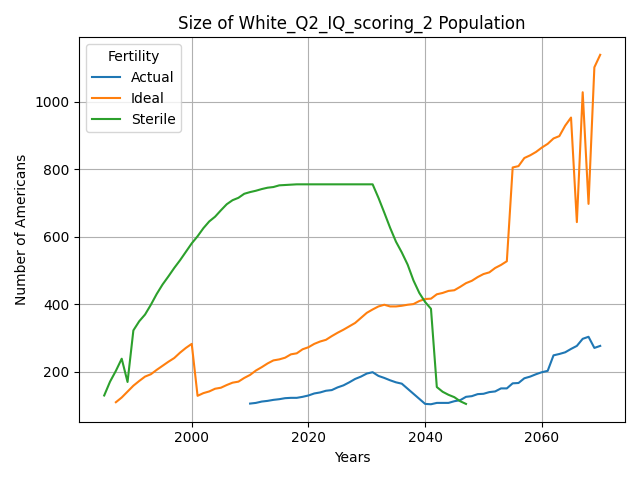 Size of White_Q2_IQ_scoring_2 Population
Fertility
Actual
Ideal
Sterile
Number of Americans
1000
800
600
400
200
2000
2020
2040
2060
Years